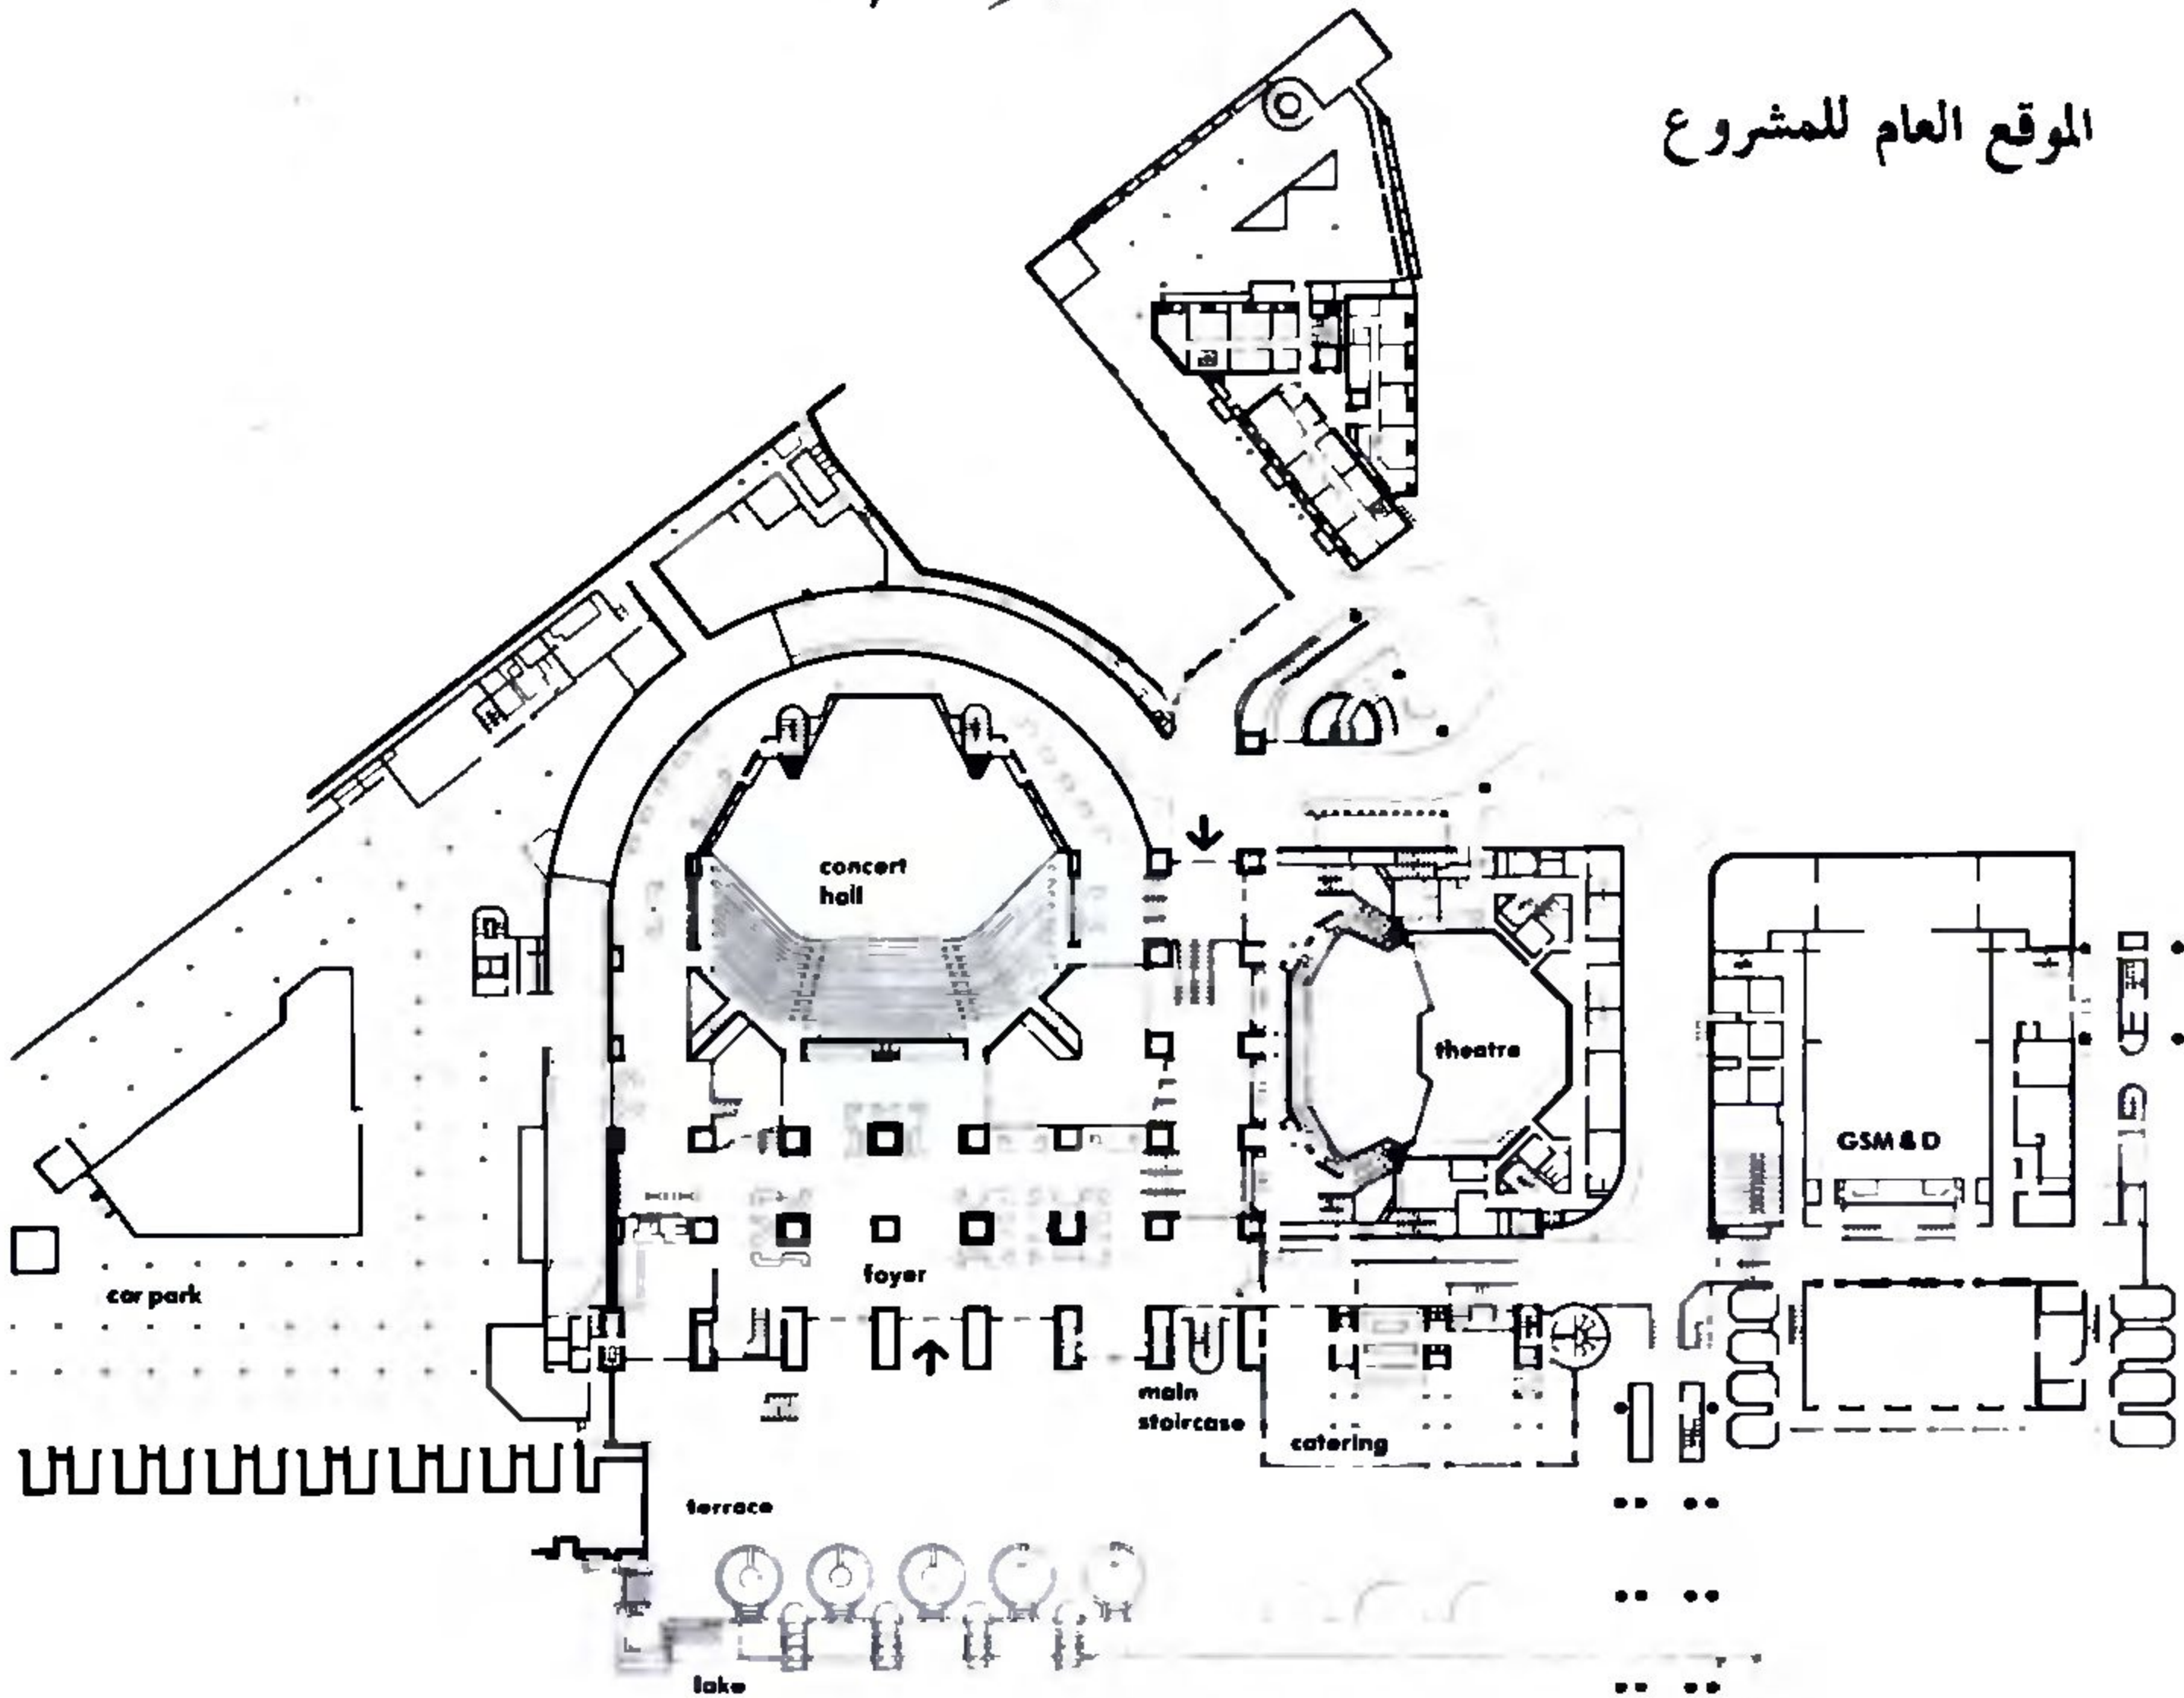 الموقع العام للمشروع
concert
hall
theatre
GSM & D
foyer
car park
main
staircase
catering
terrace
lake